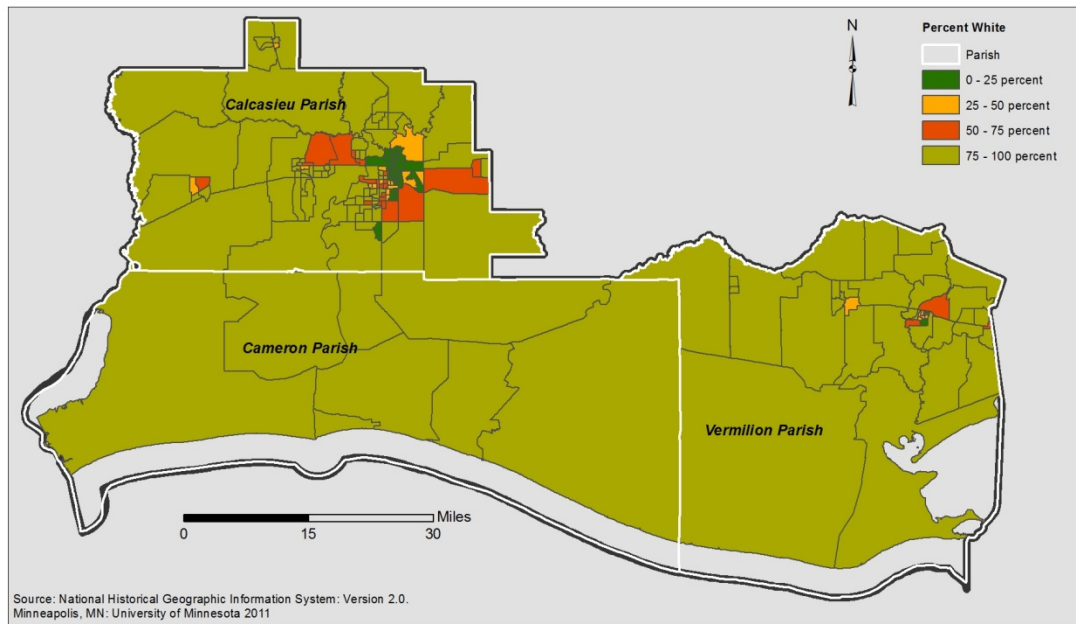 N
Percent White
Parish
0 - 25 percent
25 - 50 percent
50 - 75 percent
75 - 100 percent
Calcasieu Parish
Cameron Parish
Vermilion Parish
Miles
0 15 30
Source: National Historical Geographic Information System: Version 2.0.
Minneapolis, MN: University of Minnesota 2011